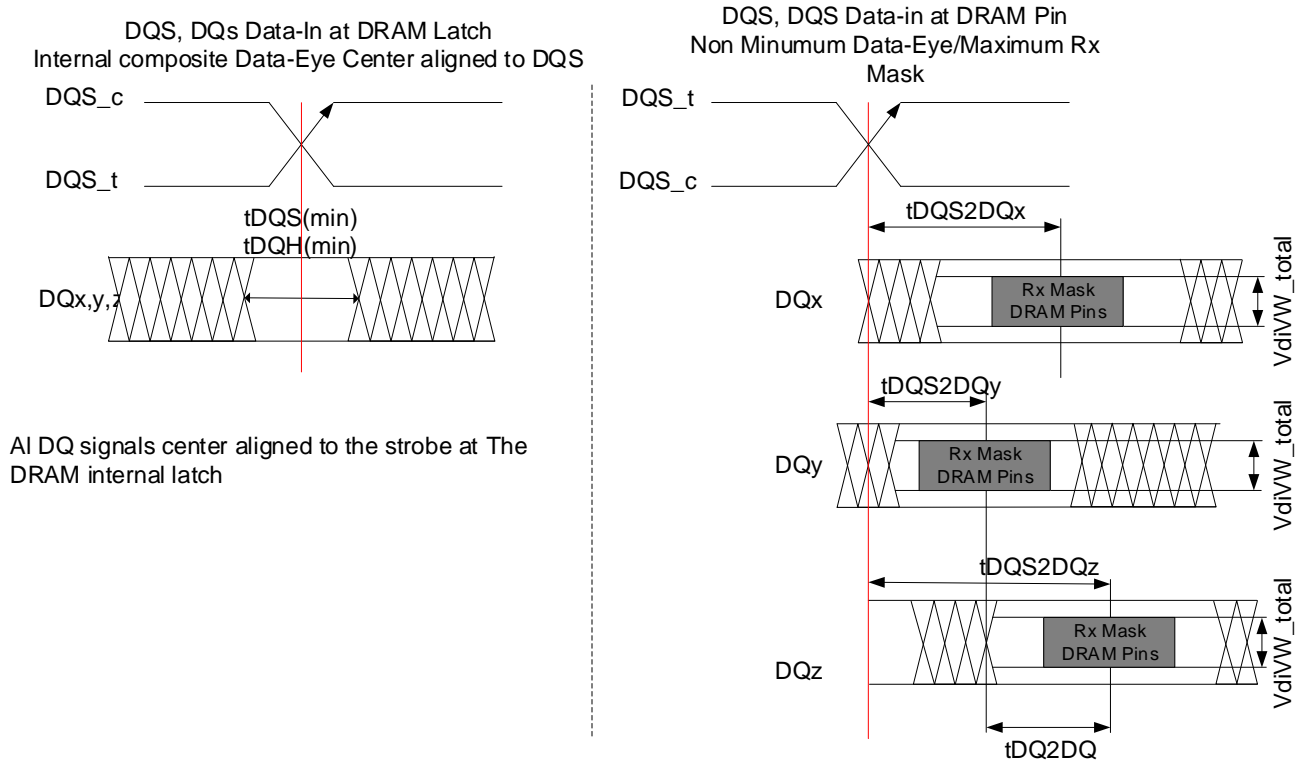 DQS, DQs Data-In at DRAM Latch
Internal composite Data-Eye Center aligned to DQS
DQS_c
DQS_t
tDQS(min)
tDQH(min)
DQx,y,z
Al DQ signals center aligned to the strobe at The
DRAM internal latch
DQS, DQS Data-in at DRAM Pin
Non Minumum Data-Eye/Maximum Rx
Mask
DQS_t
DQS_c
tDQS2DQx
DQx
Rx Mask
DRAM Pins
VdiVW_total
tDQS2DQy
DQy
Rx Mask
DRAM Pins
VdiVW_total
tDQS2DQz
DQz
Rx Mask
DRAM Pins
VdiVW_total
tDQ2DQ